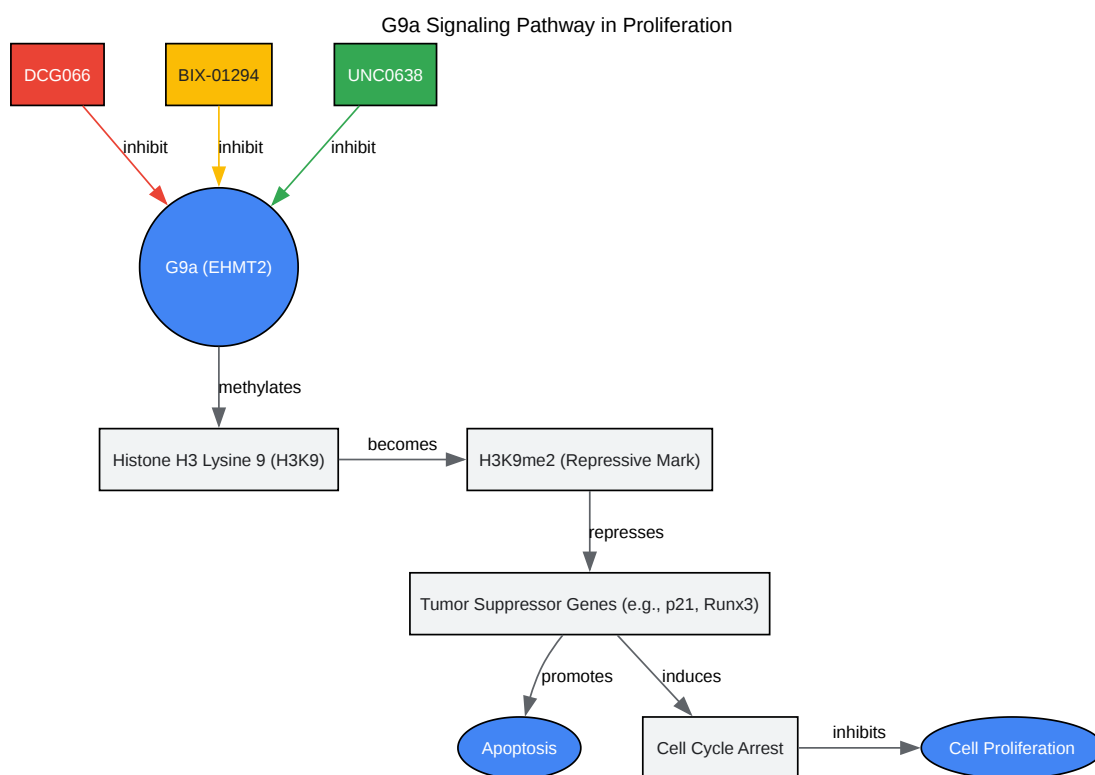 G9a Signaling Pathway in Proliferation
DCG066
BIX-01294
UNC0638
inhibit
inhibit
inhibit
G9a (EHMT2)
methylates
Histone H3 Lysine 9 (H3K9)
becomes
H3K9me2 (Repressive Mark)
represses
Tumor Suppressor Genes (e.g., p21, Runx3)
promotes
induces
Apoptosis
Cell Cycle Arrest
inhibits
Cell Proliferation